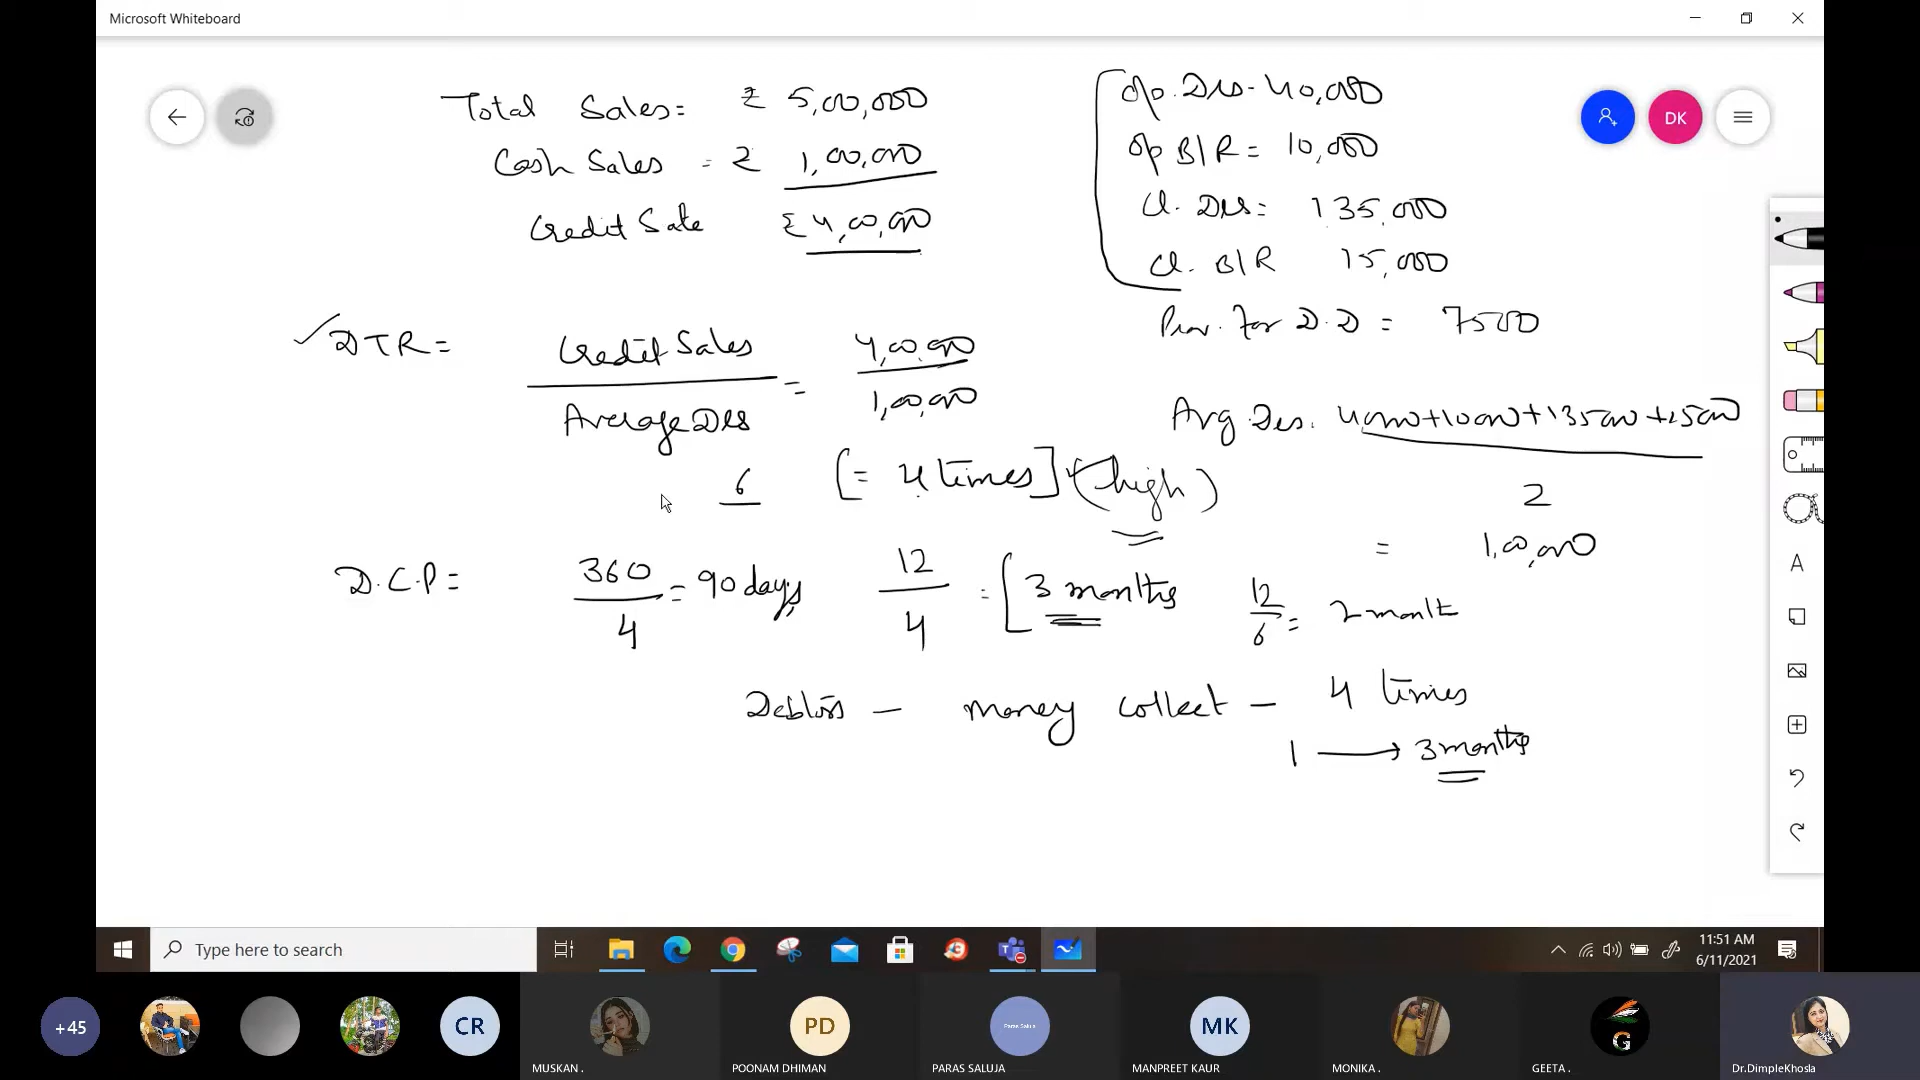 Microsoft Whiteboard
Total Sales = ₹ 5,00,000
Cash Sales = ₹ 1,00,000
Credit Sale ₹ 4,00,000
Op. Drs - 40,000
Op B/R = 10,000
Cl. Drs = 135,000
Cl. B/R 15,000
Prov. for D.D = 7500
DK
✓ DTR = Credit Sales / Average Drs = 4,00,000 / 1,00,000
Avg Drs. 40000+10000+135000+15000
2
= 1,00,000
6 [= 4 times] (high)
D.C.P = 360/4 = 90 days 12/4 = [3 months 12/6 = 2 month
Debtors – money collect – 4 times
1 → 3 months
Type here to search
11:51 AM
6/11/2021
+45
CR
PD
Paras Saluja
MK
G
MUSKAN .
POONAM DHIMAN
PARAS SALUJA
MANPREET KAUR
MONIKA .
GEETA .
Dr.DimpleKhosla